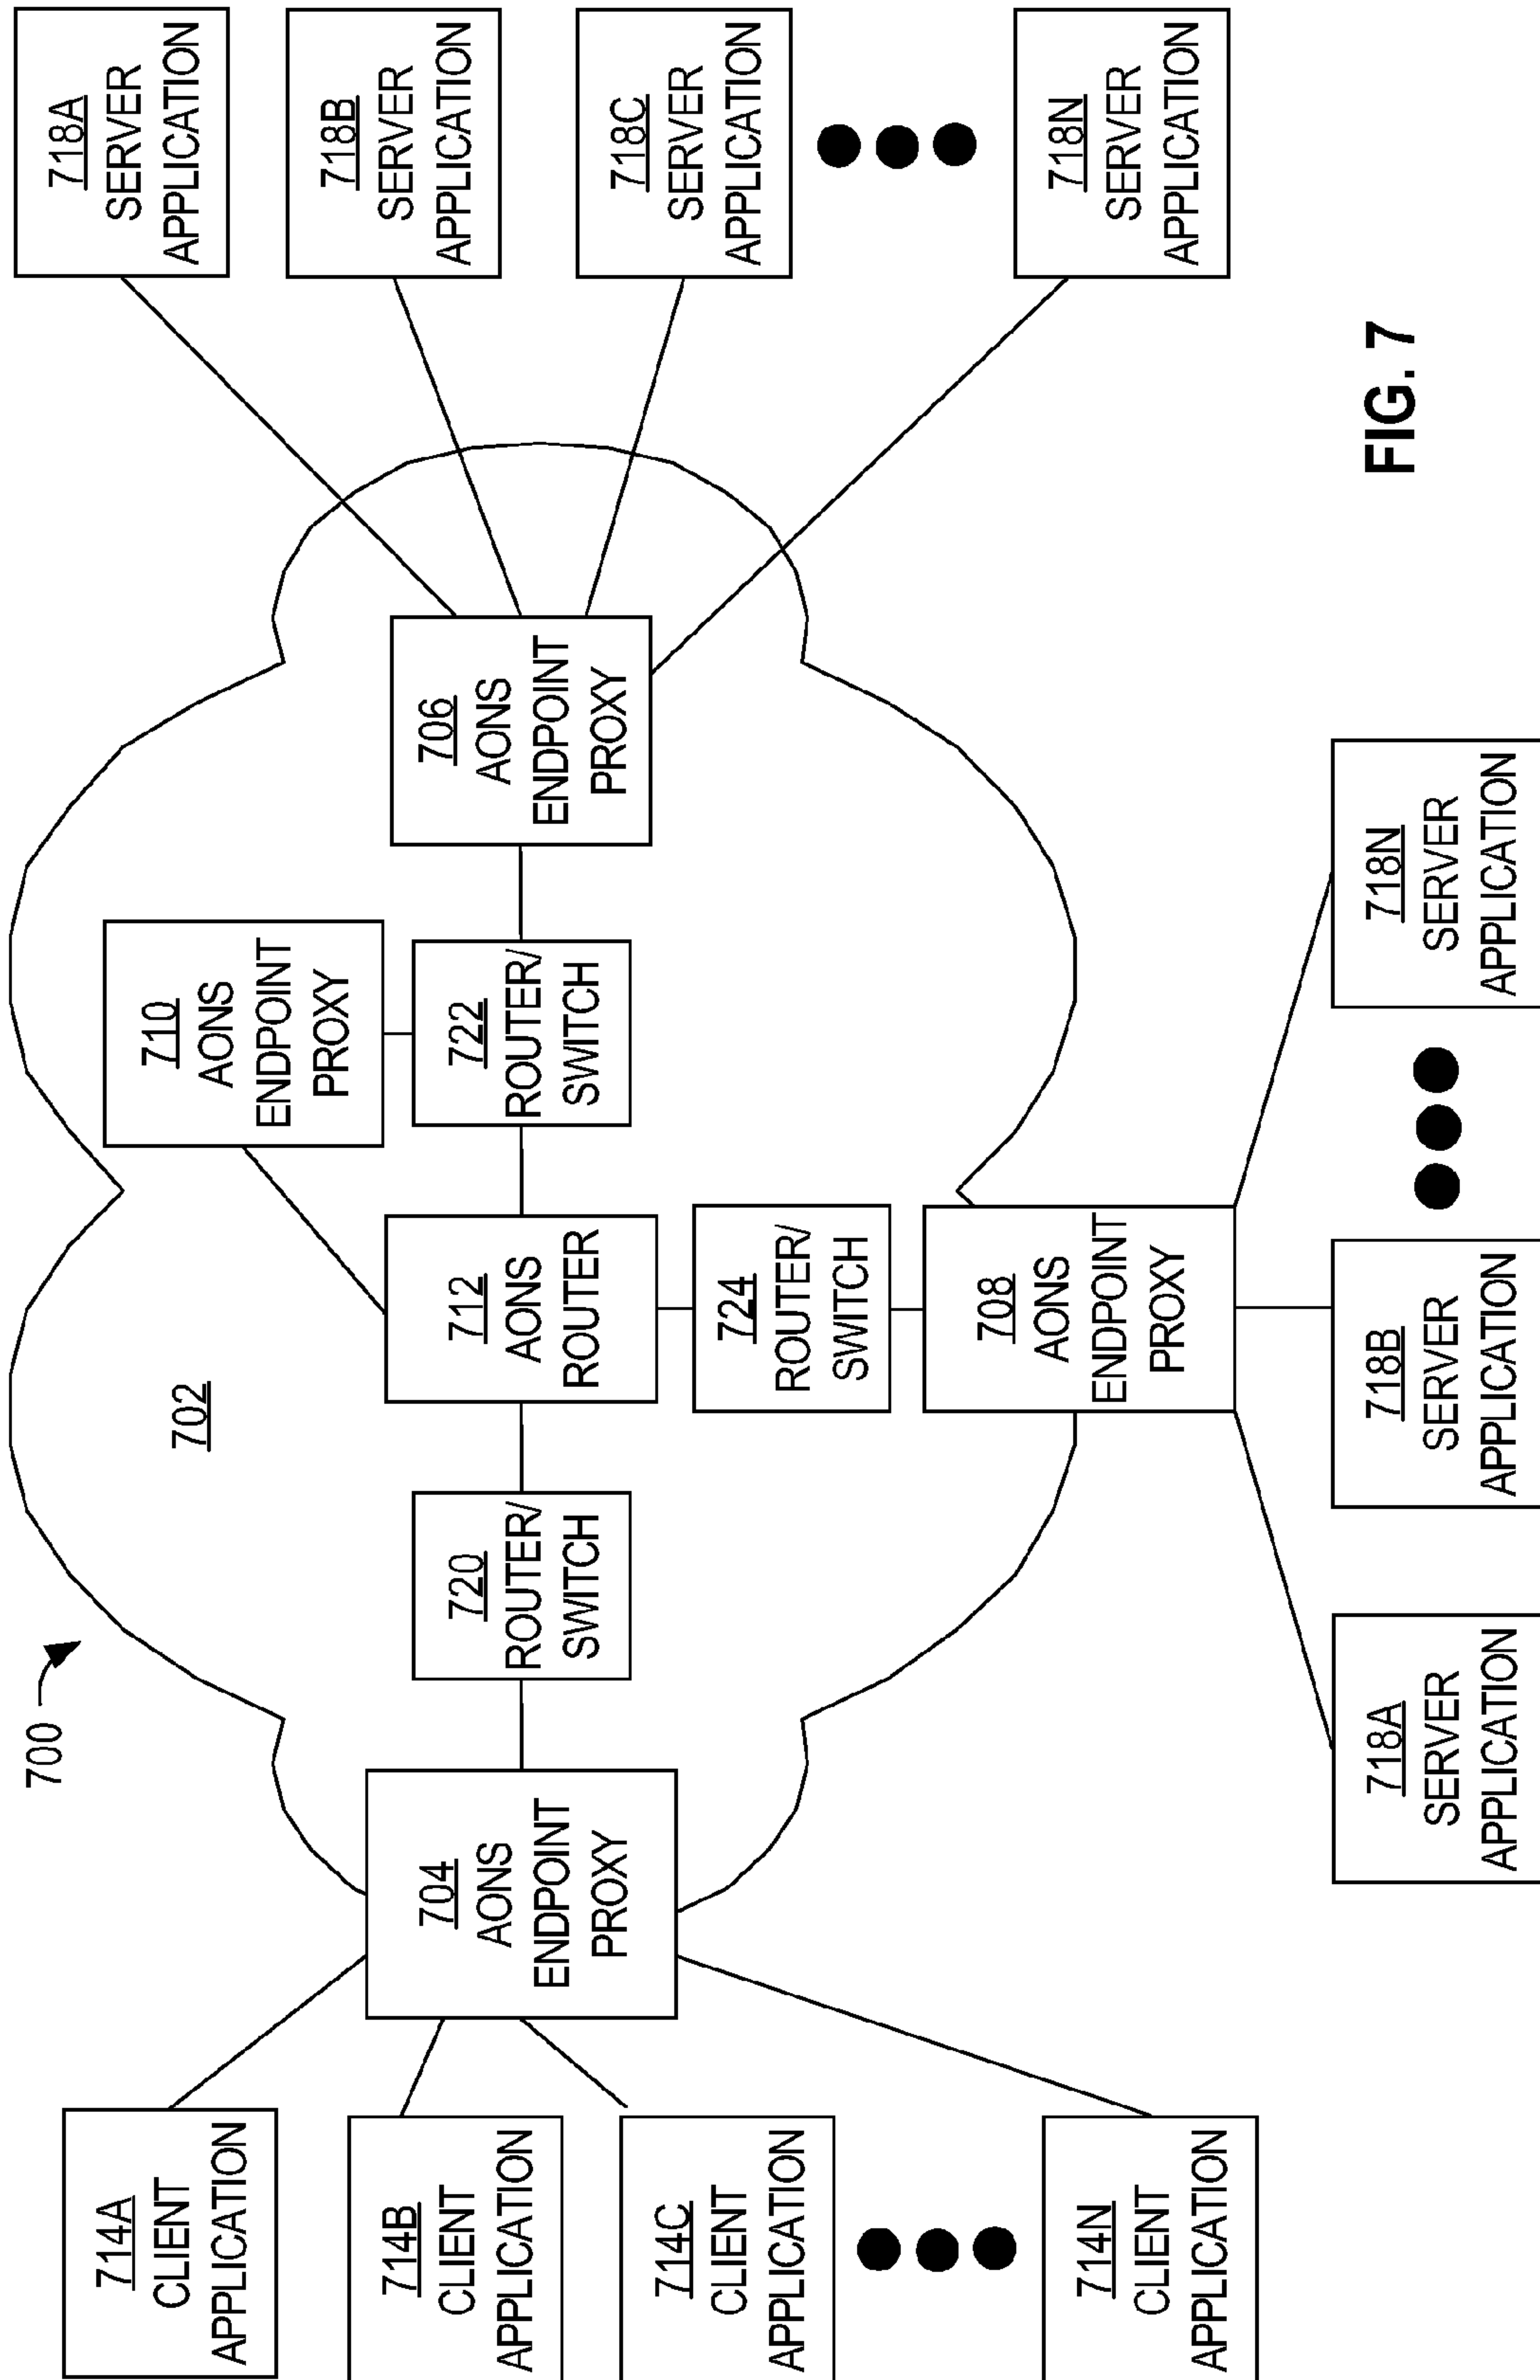 700
702
714A
CLIENT
APPLICATION
714B
CLIENT
APPLICATION
714C
CLIENT
APPLICATION
714N
CLIENT
APPLICATION
704
AONS
ENDPOINT
PROXY
720
ROUTER/
SWITCH
712
AONS
ROUTER
710
AONS
ENDPOINT
PROXY
722
ROUTER/
SWITCH
706
AONS
ENDPOINT
PROXY
718A
SERVER
APPLICATION
718B
SERVER
APPLICATION
718C
SERVER
APPLICATION
718N
SERVER
APPLICATION
724
ROUTER/
SWITCH
708
AONS
ENDPOINT
PROXY
718A
SERVER
APPLICATION
718B
SERVER
APPLICATION
718N
SERVER
APPLICATION
FIG. 7